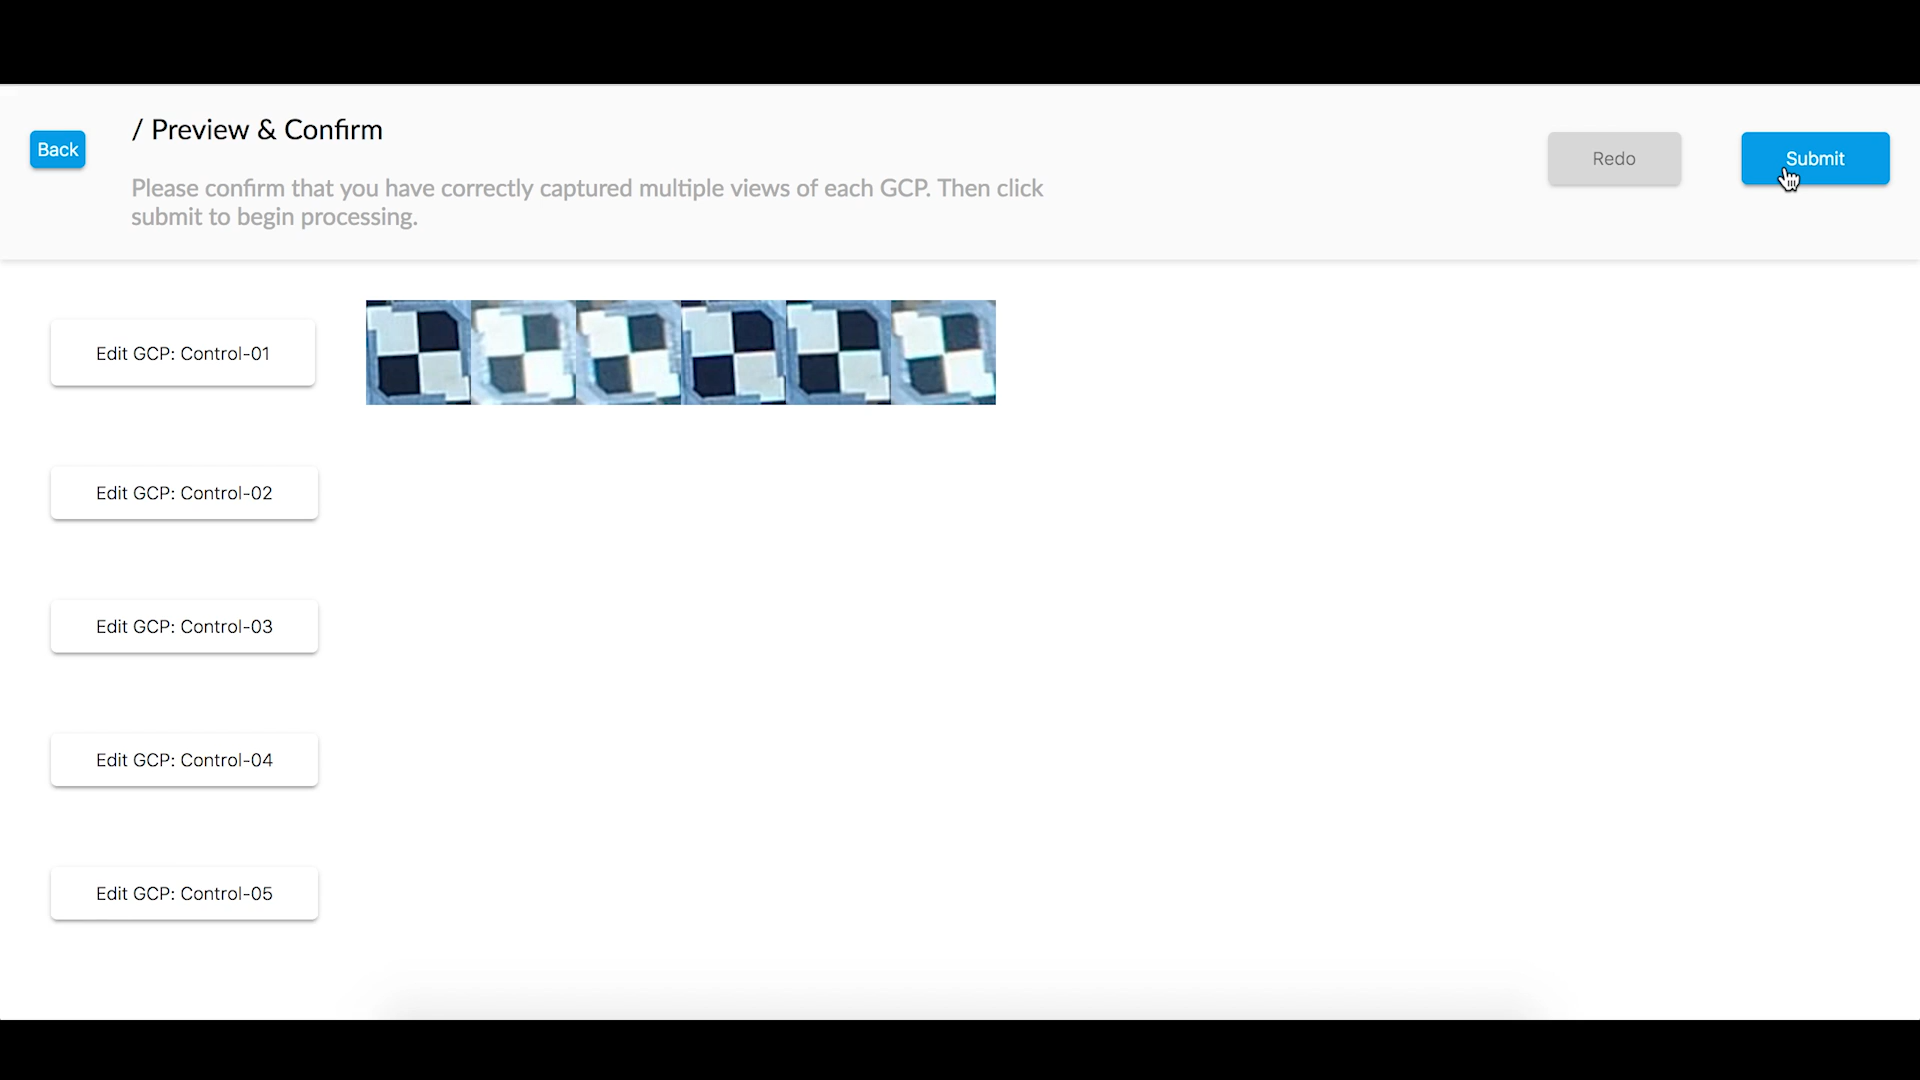 Back
/ Preview & Confirm
Please confirm that you have correctly captured multiple views of each GCP. Then click
submit to begin processing.
Redo
Submit
Edit GCP: Control-01
Edit GCP: Control-02
Edit GCP: Control-03
Edit GCP: Control-04
Edit GCP: Control-05